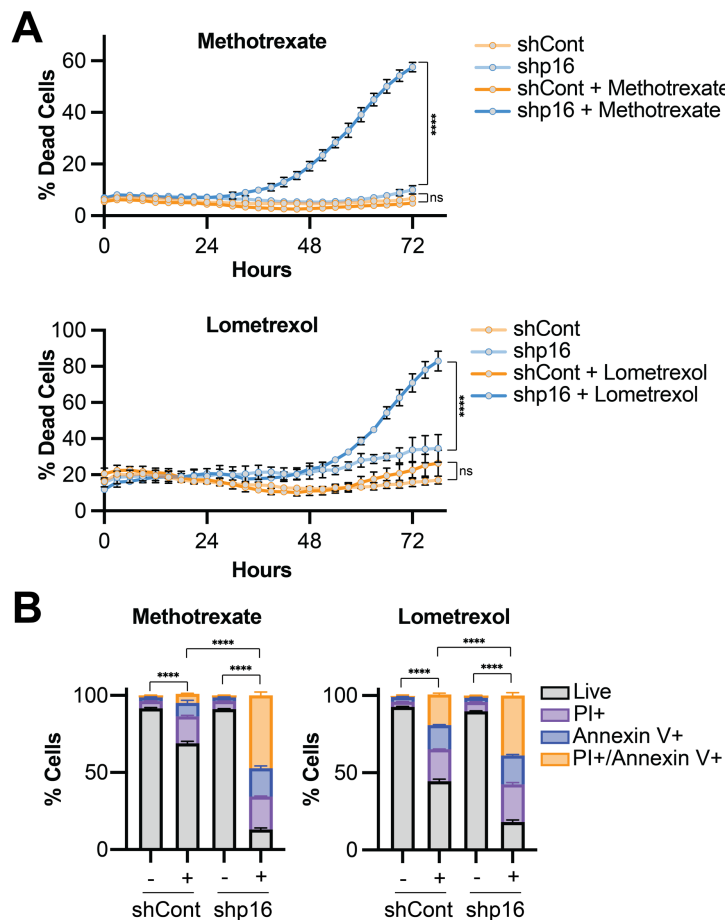 A
Methotrexate
% Dead Cells
60
40
20
0
0 24 48 72
Hours
shCont
shp16
shCont + Methotrexate
shp16 + Methotrexate
****
ns
Lometrexol
% Dead Cells
100
80
60
40
20
0
0 24 48 72
Hours
shCont
shp16
shCont + Lometrexol
shp16 + Lometrexol
****
ns
B
Methotrexate
****
**** ****
% Cells
100
50
0
- + - +
shCont shp16
Lometrexol
****
**** ****
% Cells
100
50
0
- + - +
shCont shp16
Live
PI+
Annexin V+
PI+/Annexin V+